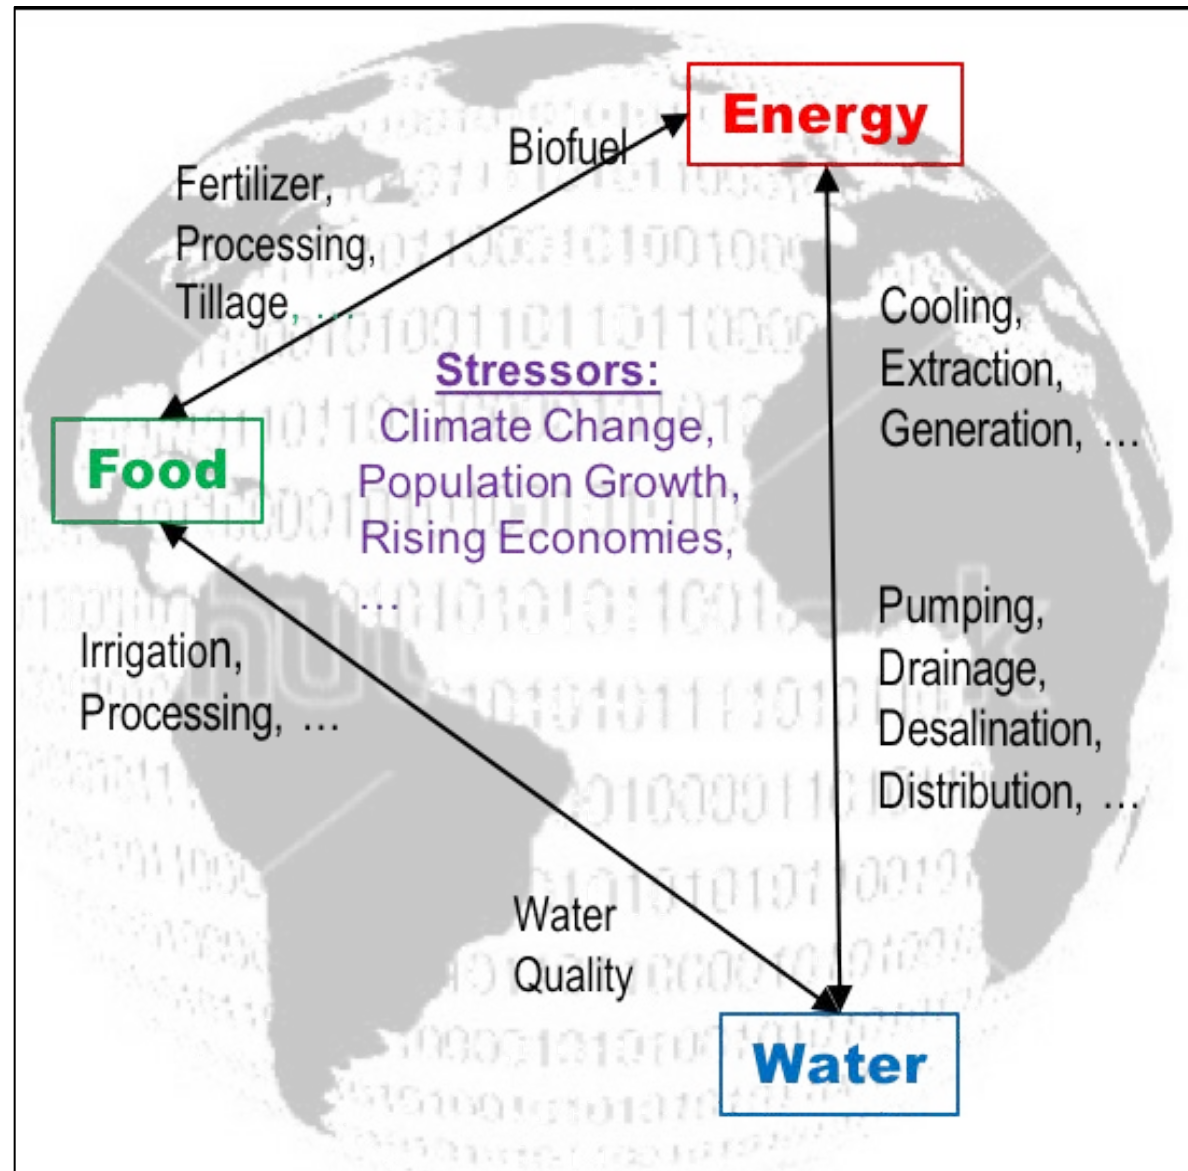 Energy
Biofuel
Fertilizer,
Processing,
Tillage, ...
Cooling,
Extraction,
Generation, ...
Stressors:
Climate Change,
Population Growth,
Rising Economies,
...
Food
Pumping,
Drainage,
Desalination,
Distribution, ...
Irrigation,
Processing, ...
Water
Quality
Water